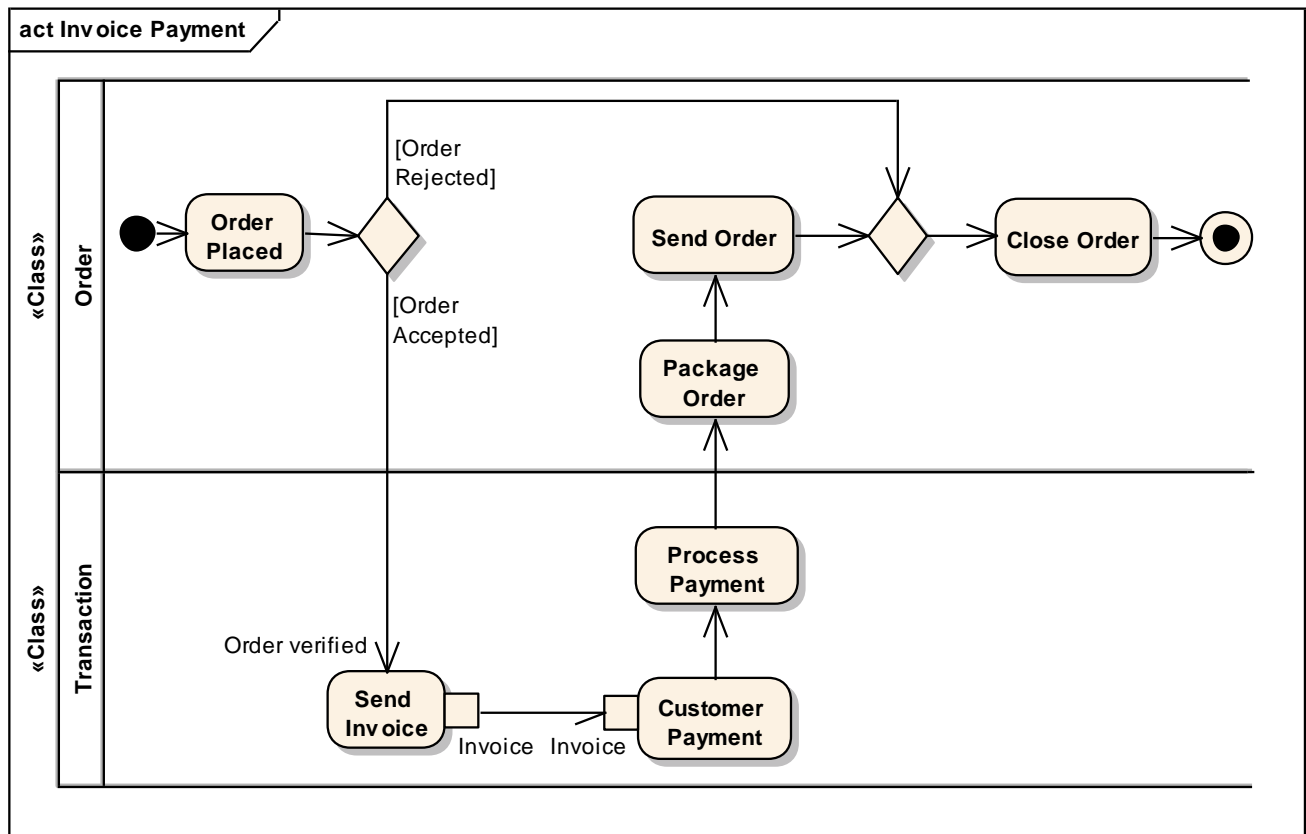 act Invoice Payment
«Class»
Order
[Order
Rejected]
Order
Placed
Send Order
Close Order
[Order
Accepted]
Package
Order
«Class»
Transaction
Process
Payment
Order verified
Send
Invoice
Customer
Payment
Invoice
Invoice